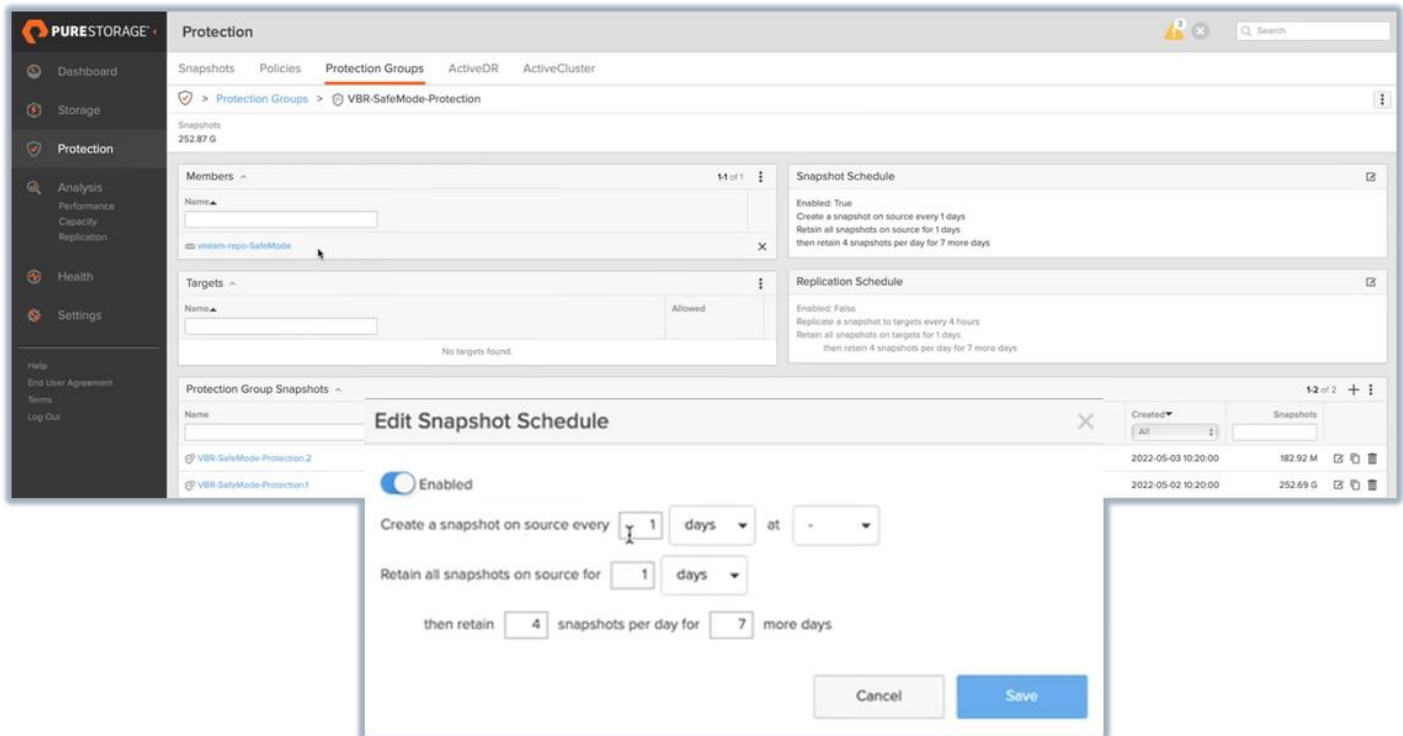 PURESTORAGE®
Protection
3
Search
Dashboard
Storage
Protection
Analysis
Performance
Capacity
Replication
Health
Settings
Help
End User Agreement
Terms
Log Out
Snapshots Policies Protection Groups ActiveDR ActiveCluster
> Protection Groups > VBR-SafeMode-Protection
Snapshots
252.87 G
Members 1-1 of 1
Name
veeam-repo-SafeMode
Snapshot Schedule
Enabled: True
Create a snapshot on source every 1 days
Retain all snapshots on source for 1 days
then retain 4 snapshots per day for 7 more days
Targets
Name Allowed
No targets found.
Replication Schedule
Enabled: False
Replicate a snapshot to targets every 4 hours
Retain all snapshots on targets for 1 days
then retain 4 snapshots per day for 7 more days
Protection Group Snapshots 1-2 of 2
Name Created Snapshots
All
VBR-SafeMode-Protection.2 2022-05-03 10:20:00 182.92 M
VBR-SafeMode-Protection.1 2022-05-02 10:20:00 252.69 G
Edit Snapshot Schedule
Enabled
Create a snapshot on source every 1 days at -
Retain all snapshots on source for 1 days
then retain 4 snapshots per day for 7 more days
Cancel Save